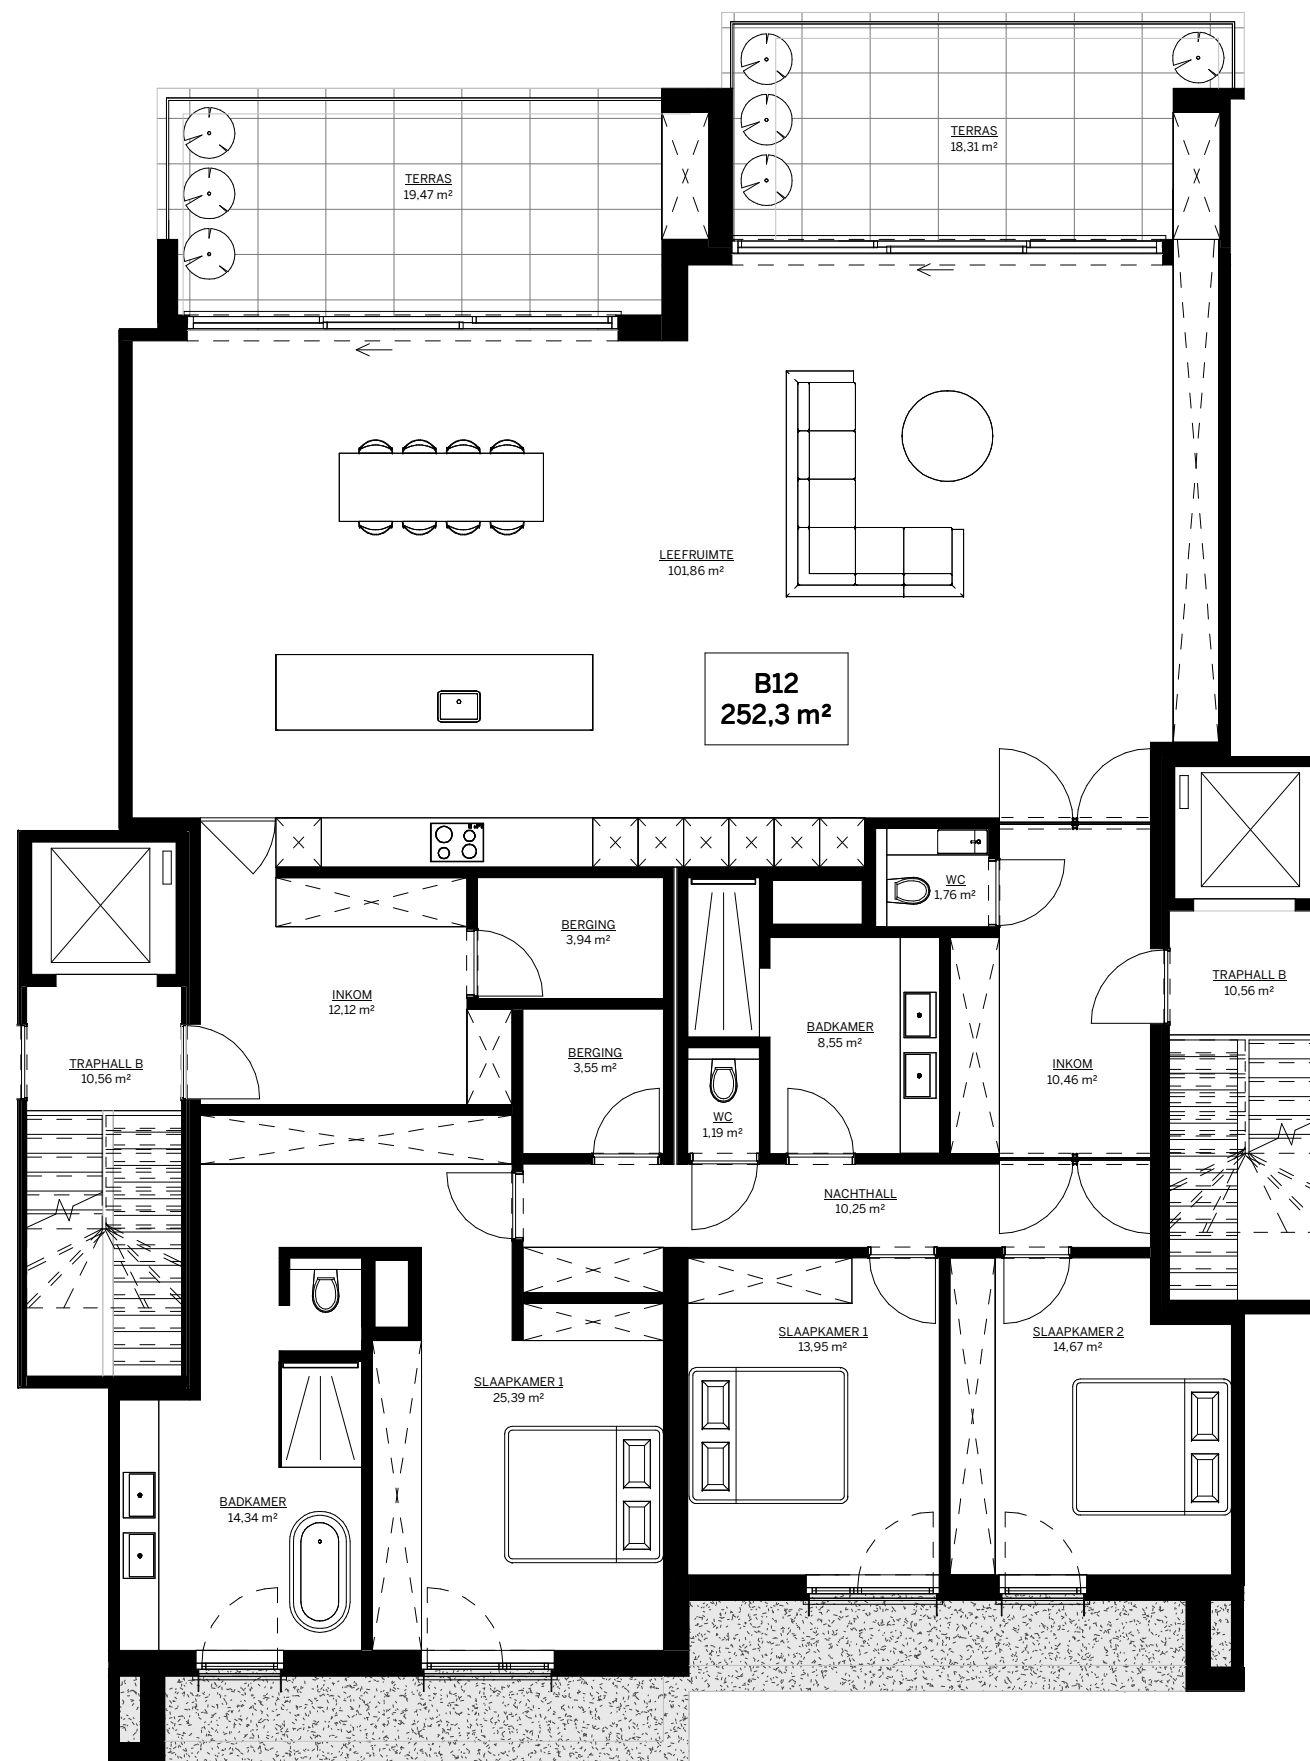 TERRAS
18,31 m²
TERRAS
19,47 m²
LEEFRUIMTE
101,86 m²
B12
252,3 m²
WC
1,76 m²
BERGING
3,94 m²
INKOM
12,12 m²
TRAPHALL B
10,56 m²
BADKAMER
8,55 m²
BERGING
3,55 m²
TRAPHALL B
10,56 m²
INKOM
10,46 m²
WC
1,19 m²
NACHTHALL
10,25 m²
SLAAPKAMER 1
13,95 m²
SLAAPKAMER 2
14,67 m²
SLAAPKAMER 1
25,39 m²
BADKAMER
14,34 m²